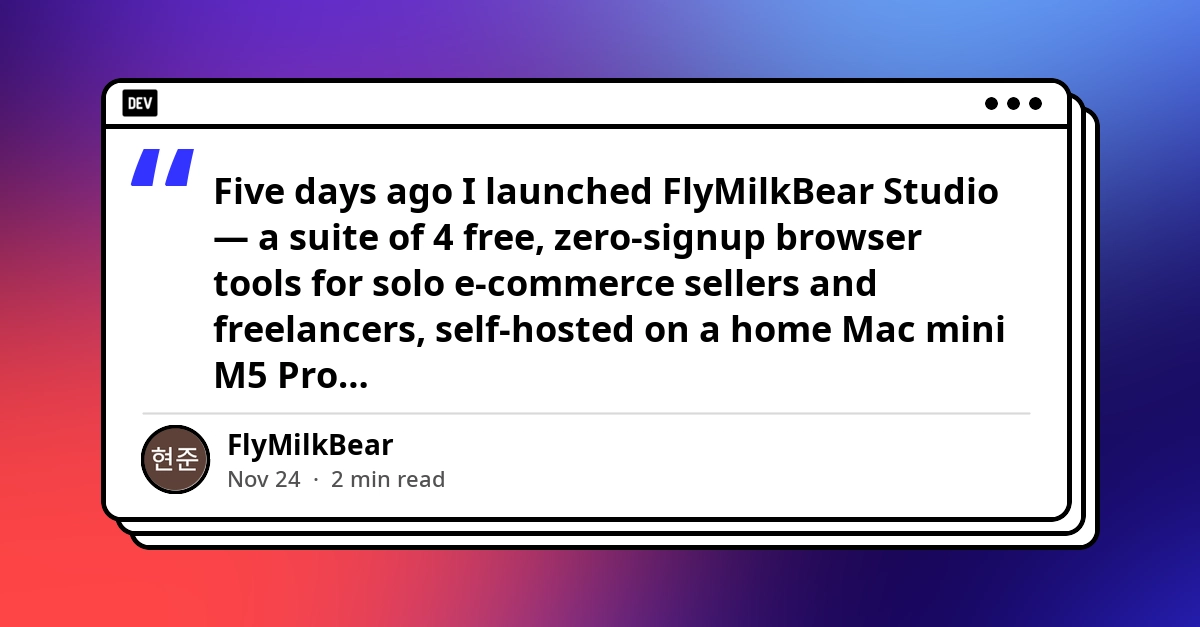 DEV
“
Five days ago I launched FlyMilkBear Studio
— a suite of 4 free, zero-signup browser
tools for solo e-commerce sellers and
freelancers, self-hosted on a home Mac mini
M5 Pro...
현준
FlyMilkBear
Nov 24 · 2 min read